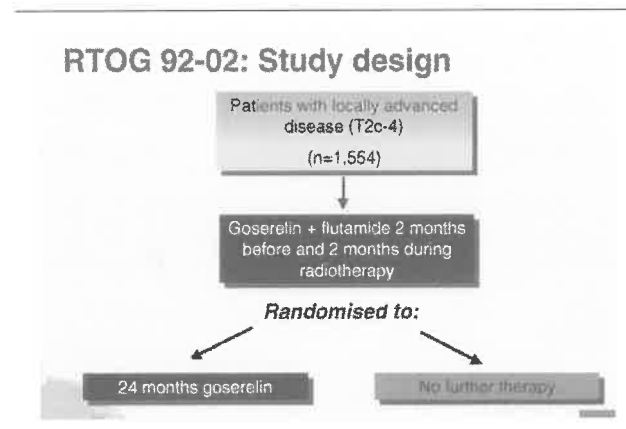 RTOG 92-02: Study design
Patients with locally advanced
disease (T2c-4)
(n=1,554)
Goserelin + flutamide 2 months
before and 2 months during
radiotherapy
Randomised to:
24 months goserelin
No further therapy